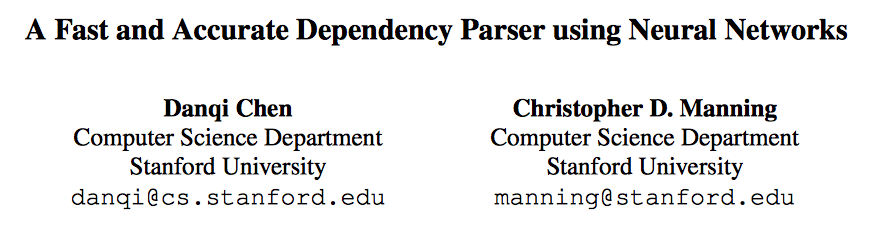 A Fast and Accurate Dependency Parser using Neural Networks
Danqi Chen
Computer Science Department
Stanford University
danqi@cs.stanford.edu
Christopher D. Manning
Computer Science Department
Stanford University
manning@stanford.edu